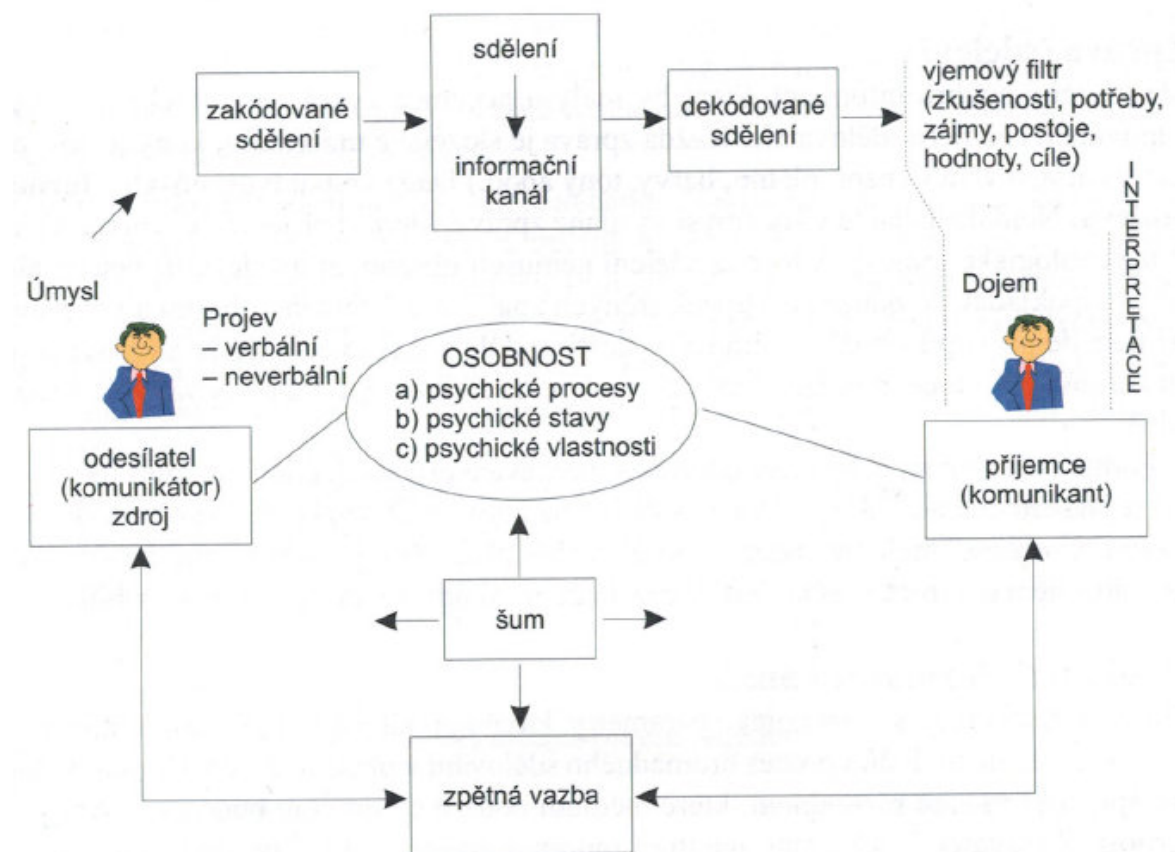 sdělení
informační
kanál
zakódované
sdělení
dekódované
sdělení
vjemový filtr
(zkušenosti, potřeby,
zájmy, postoje,
hodnoty, cíle)
INTERPRETACE
Úmysl
Projev
– verbální
– neverbální
OSOBNOST
a) psychické procesy
b) psychické stavy
c) psychické vlastnosti
Dojem
odesílatel
(komunikátor)
zdroj
příjemce
(komunikant)
šum
zpětná vazba